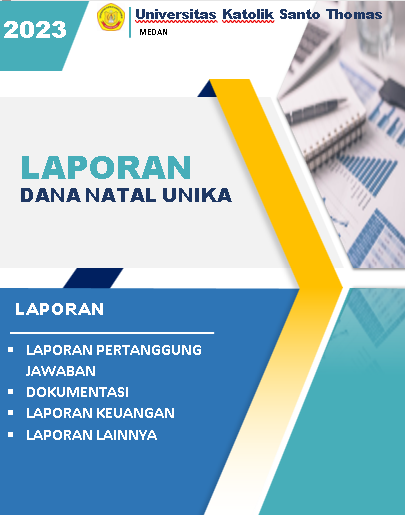 2023
Universitas Katolik Santo Thomas
MEDAN
LAPORAN
DANA NATAL UNIKA
LAPORAN
▪ LAPORAN PERTANGGUNG
JAWABAN
▪ DOKUMENTASI
▪ LAPORAN KEUANGAN
▪ LAPORAN LAINNYA